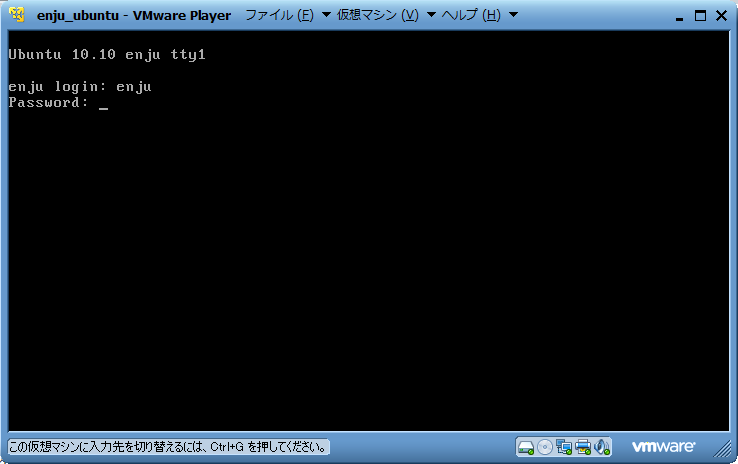 enju_ubuntu - VMware Player ファイル (F) 仮想マシン (V) ヘルプ (H)
Ubuntu 10.10 enju tty1
enju login: enju
Password: _
この仮想マシンに入力先を切り替えるには、Ctrl+G を押してください。
vmware